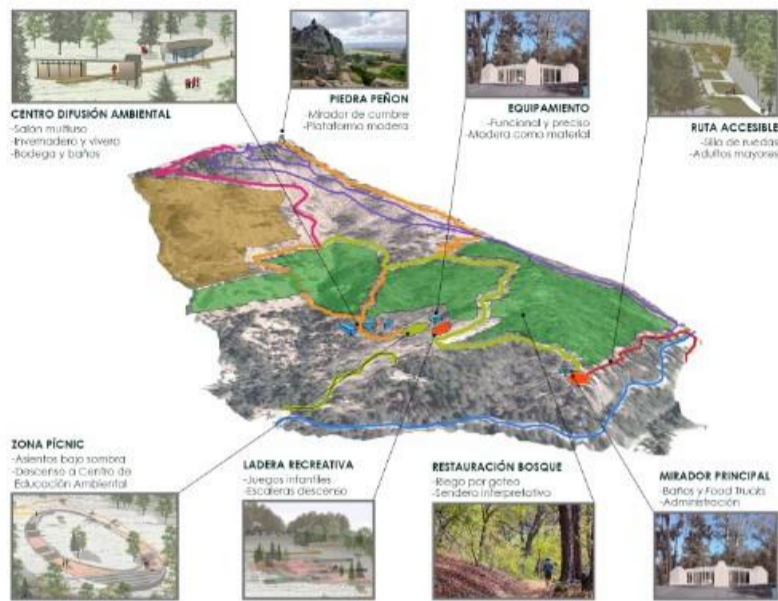 CENTRO DIFUSIÓN AMBIENTAL
-Salón multiuso
-Invernadero y vivero
-Bodega y baños
PIEDRA PEÑON
-Mirador de cumbre
-Plataforma madera
EQUIPAMIENTO
-Funcional y preciso
-Madera como material
RUTA ACCESIBLE
-Silla de ruedas
-Adultos mayores
ZONA PÍCNIC
-Asientos bajo sombra
-Descenso a Centro de
Educación Ambiental
LADERA RECREATIVA
-Juegos infantiles
-Escaleras descenso
RESTAURACIÓN BOSQUE
-Riego por goteo
-Sendero interpretativo
MIRADOR PRINCIPAL
-Baños y Food Trucks
-Administración